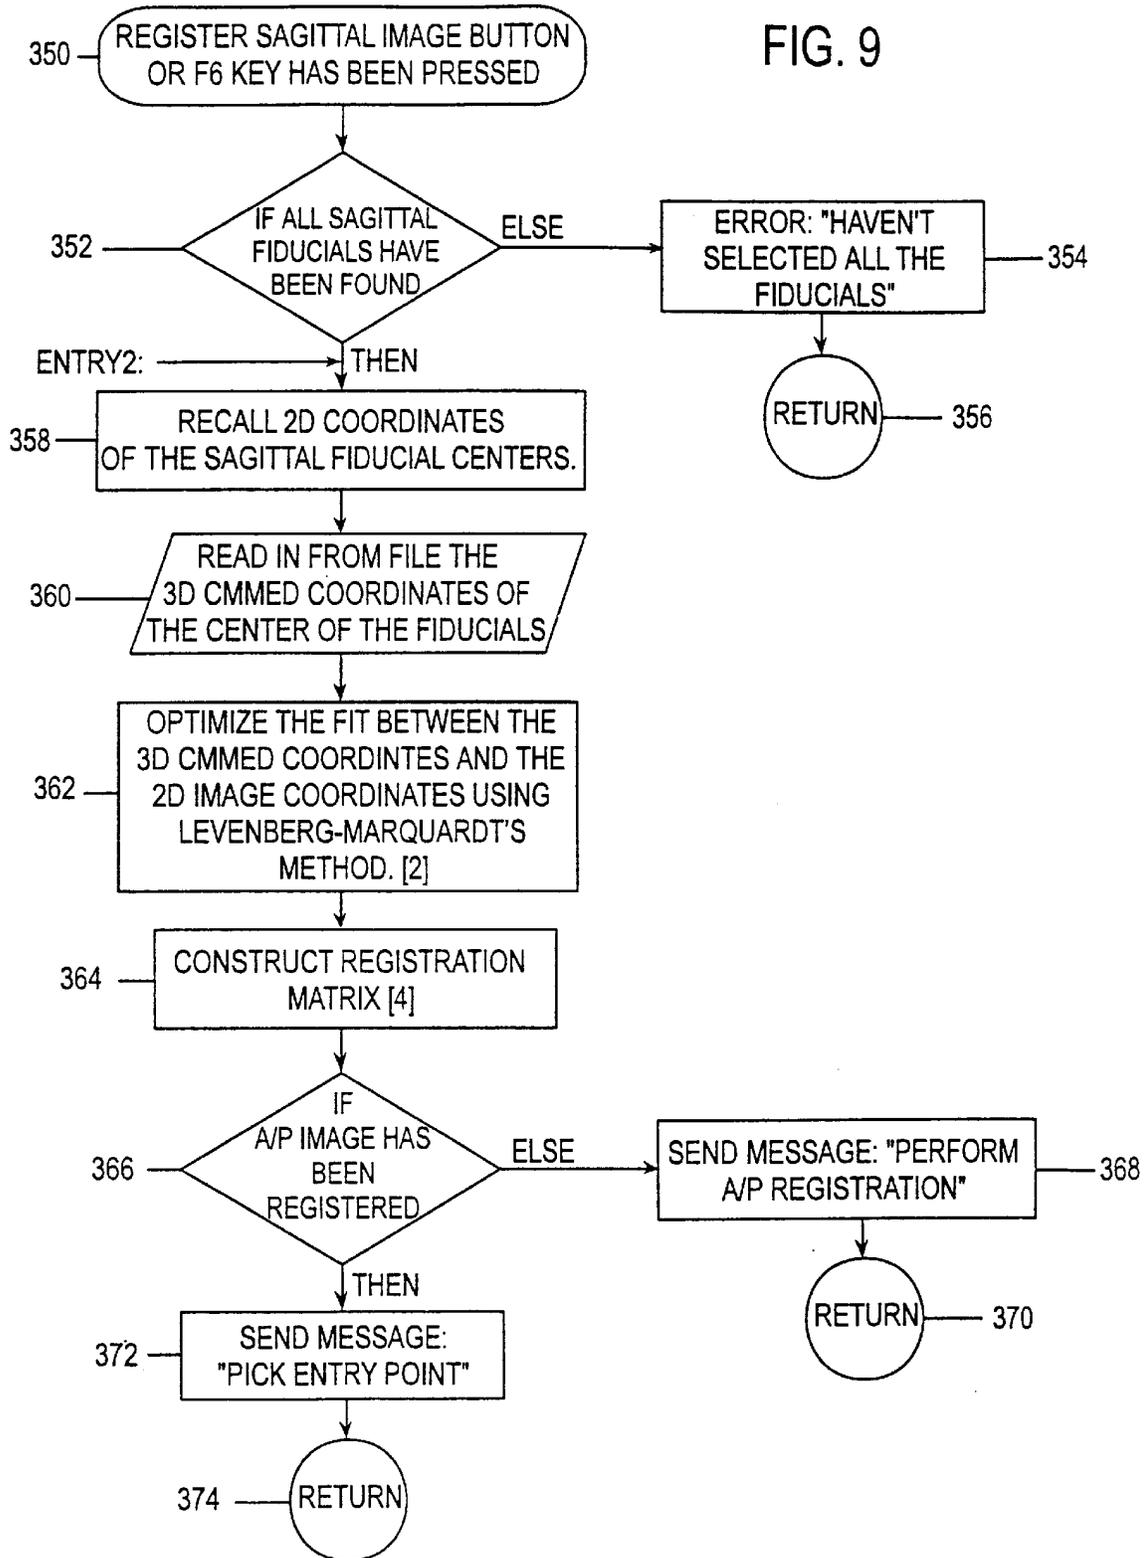 FIG. 9
350
REGISTER SAGITTAL IMAGE BUTTON
OR F6 KEY HAS BEEN PRESSED
352
IF ALL SAGITTAL
FIDUCIALS HAVE
BEEN FOUND
ELSE
ERROR: "HAVEN'T
SELECTED ALL THE
FIDUCIALS"
354
RETURN
356
ENTRY2:
THEN
358
RECALL 2D COORDINATES
OF THE SAGITTAL FIDUCIAL CENTERS.
360
READ IN FROM FILE THE
3D CMMED COORDINATES OF
THE CENTER OF THE FIDUCIALS
362
OPTIMIZE THE FIT BETWEEN THE
3D CMMED COORDINTES AND THE
2D IMAGE COORDINATES USING
LEVENBERG-MARQUARDT'S
METHOD. [2]
364
CONSTRUCT REGISTRATION
MATRIX [4]
366
IF
A/P IMAGE HAS
BEEN
REGISTERED
ELSE
SEND MESSAGE: "PERFORM
A/P REGISTRATION"
368
RETURN
370
THEN
372
SEND MESSAGE:
"PICK ENTRY POINT"
374
RETURN